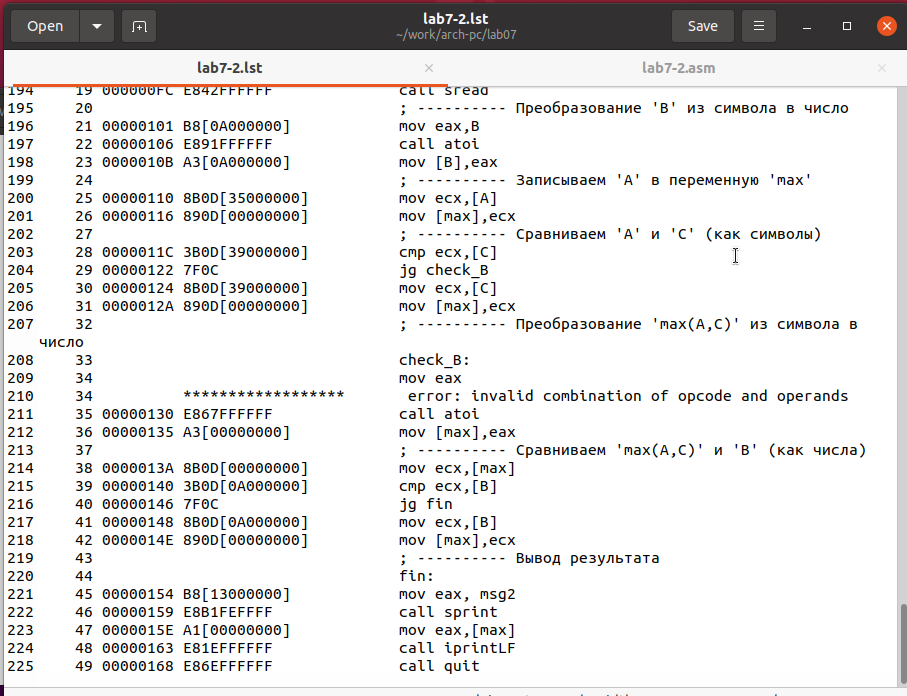 Open
lab7-2.lst
~/work/arch-pc/lab07
Save
lab7-2.lst
lab7-2.asm
194 19 000000FC E842FFFFFF call sread
195 20 ; ---------- Преобразование 'B' из символа в число
196 21 00000101 B8[0A000000] mov eax,B
197 22 00000106 E891FFFFFF call atoi
198 23 0000010B A3[0A000000] mov [B],eax
199 24 ; ---------- Записываем 'A' в переменную 'max'
200 25 00000110 8B0D[35000000] mov ecx,[A]
201 26 00000116 890D[00000000] mov [max],ecx
202 27 ; ---------- Сравниваем 'A' и 'C' (как символы)
203 28 0000011C 3B0D[39000000] cmp ecx,[C]
204 29 00000122 7F0C jg check_B
205 30 00000124 8B0D[39000000] mov ecx,[C]
206 31 0000012A 890D[00000000] mov [max],ecx
207 32 ; ---------- Преобразование 'max(A,C)' из символа в
число
208 33 check_B:
209 34 mov eax
210 34 ****************** error: invalid combination of opcode and operands
211 35 00000130 E867FFFFFF call atoi
212 36 00000135 A3[00000000] mov [max],eax
213 37 ; ---------- Сравниваем 'max(A,C)' и 'B' (как числа)
214 38 0000013A 8B0D[00000000] mov ecx,[max]
215 39 00000140 3B0D[0A000000] cmp ecx,[B]
216 40 00000146 7F0C jg fin
217 41 00000148 8B0D[0A000000] mov ecx,[B]
218 42 0000014E 890D[00000000] mov [max],ecx
219 43 ; ---------- Вывод результата
220 44 fin:
221 45 00000154 B8[13000000] mov eax, msg2
222 46 00000159 E8B1FEFFFF call sprint
223 47 0000015E A1[00000000] mov eax,[max]
224 48 00000163 E81EFFFFFF call iprintLF
225 49 00000168 E86EFFFFFF call quit